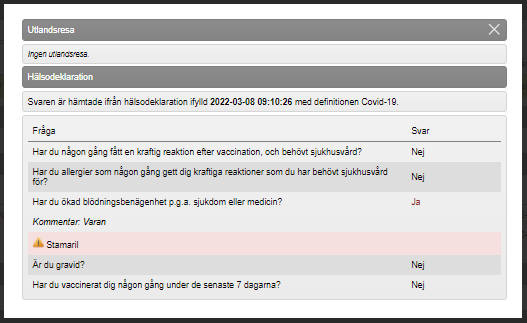 Utlandsresa
Ingen utlandsresa.
Hälsodeklaration
Svaren är hämtade ifrån hälsodeklaration ifylld 2022-03-08 09:10:26 med definitionen Covid-19.
Fråga Svar
Har du någon gång fått en kraftig reaktion efter vaccination, och behövt sjukhusvård? Nej
Har du allergier som någon gång gett dig kraftiga reaktioner som du har behövt sjukhusvård
för? Nej
Har du ökad blödningsbenägenhet p.g.a. sjukdom eller medicin? Ja
Kommentar: Varan
Stamaril
Är du gravid? Nej
Har du vaccinerat dig någon gång under de senaste 7 dagarna? Nej